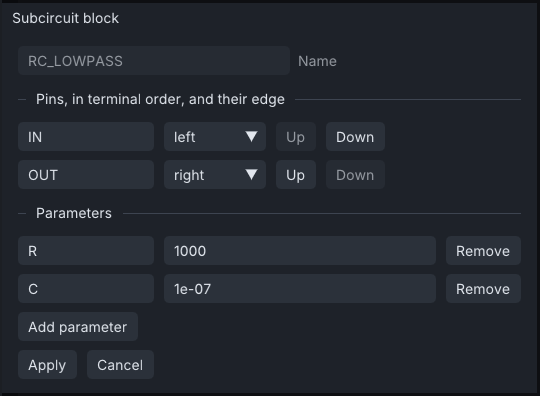 Subcircuit block
RC_LOWPASS Name
Pins, in terminal order, and their edge
IN left Up Down
OUT right Up Down
Parameters
R 1000 Remove
C 1e-07 Remove
Add parameter
Apply Cancel